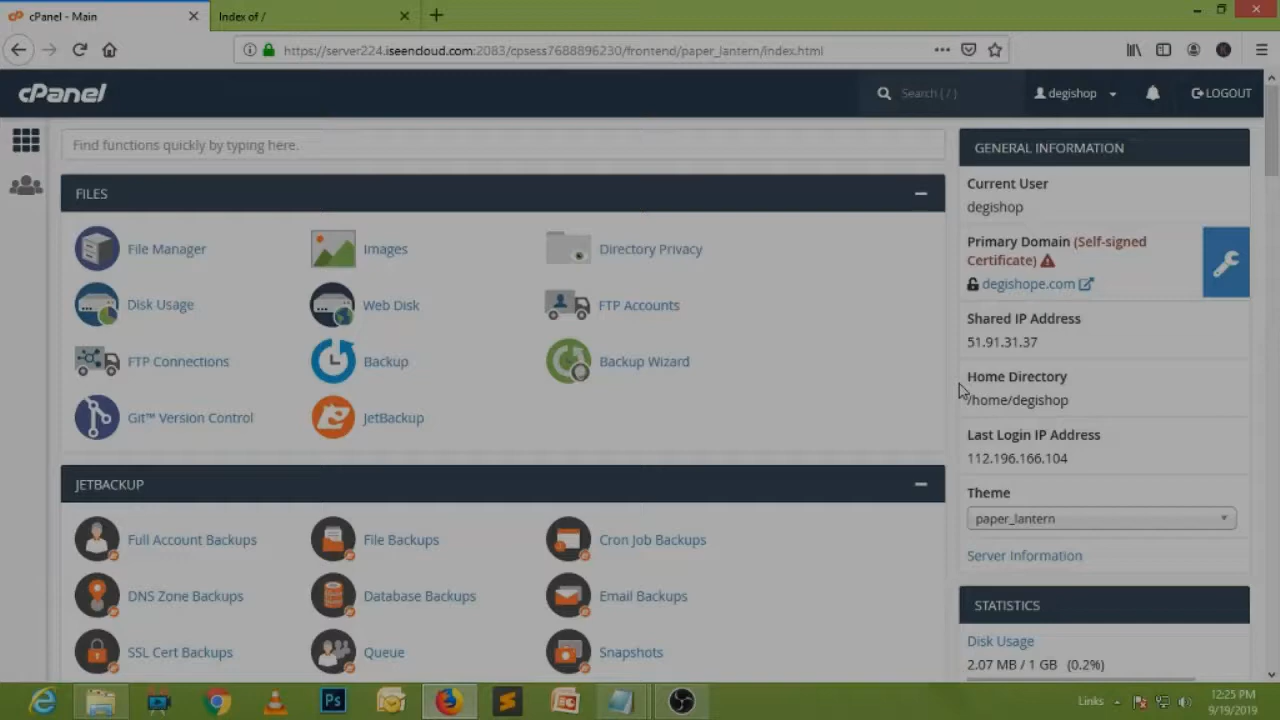 cPanel - Main
Index of /
https://server224.iseencloud.com:2083/cpsess7688896230/frontend/paper_lantern/index.html
cPanel
Search ( / )
degishop
LOGOUT
Find functions quickly by typing here.
FILES
File Manager
Images
Directory Privacy
Disk Usage
Web Disk
FTP Accounts
FTP Connections
Backup
Backup Wizard
Git™ Version Control
JetBackup
JETBACKUP
Full Account Backups
File Backups
Cron Job Backups
DNS Zone Backups
Database Backups
Email Backups
SSL Cert Backups
Queue
Snapshots
GENERAL INFORMATION
Current User
degishop
Primary Domain (Self-signed
Certificate)
degishope.com
Shared IP Address
51.91.31.37
Home Directory
/home/degishop
Last Login IP Address
112.196.166.104
Theme
paper_lantern
Server Information
STATISTICS
Disk Usage
2.07 MB / 1 GB (0.2%)
Ps
Links
12:25 PM
9/19/2019